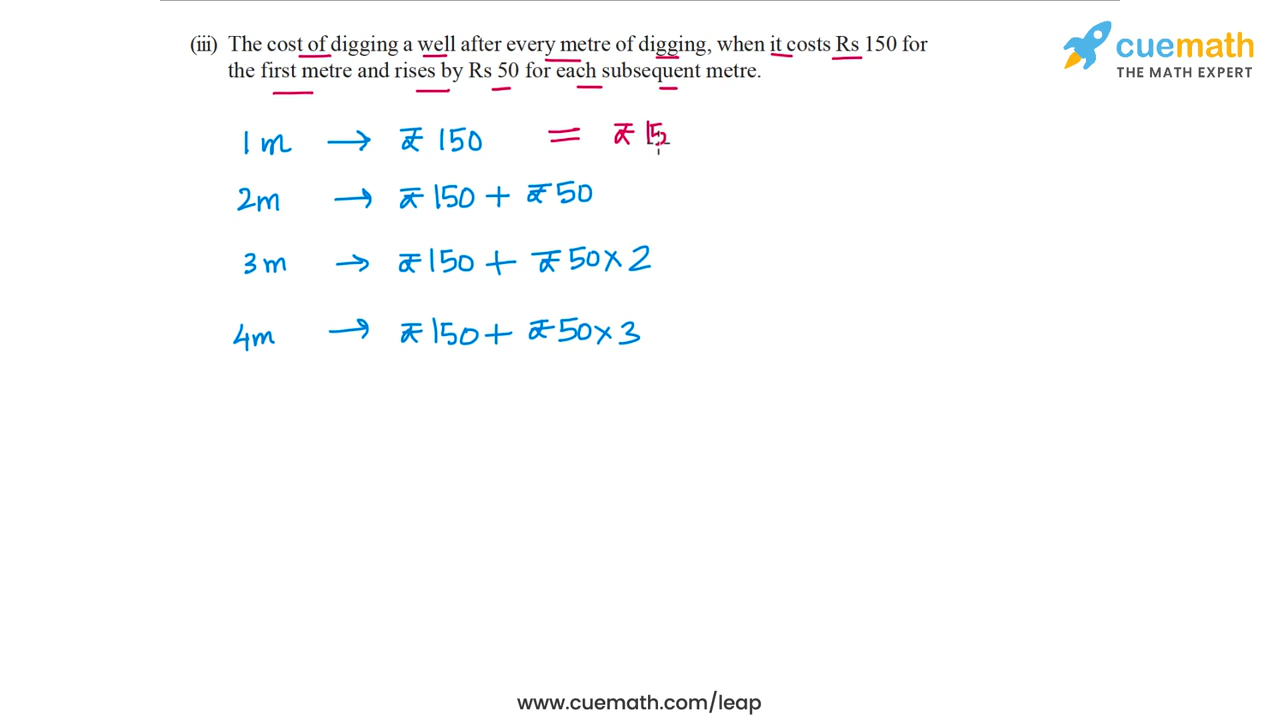 (iii) The cost of digging a well after every metre of digging, when it costs Rs 150 for
the first metre and rises by Rs 50 for each subsequent metre.
cuemath
THE MATH EXPERT
1m → ₹ 150 = ₹ 15
2m → ₹ 150 + ₹ 50
3m → ₹ 150 + ₹ 50 × 2
4m → ₹ 150 + ₹ 50 × 3
www.cuemath.com/leap